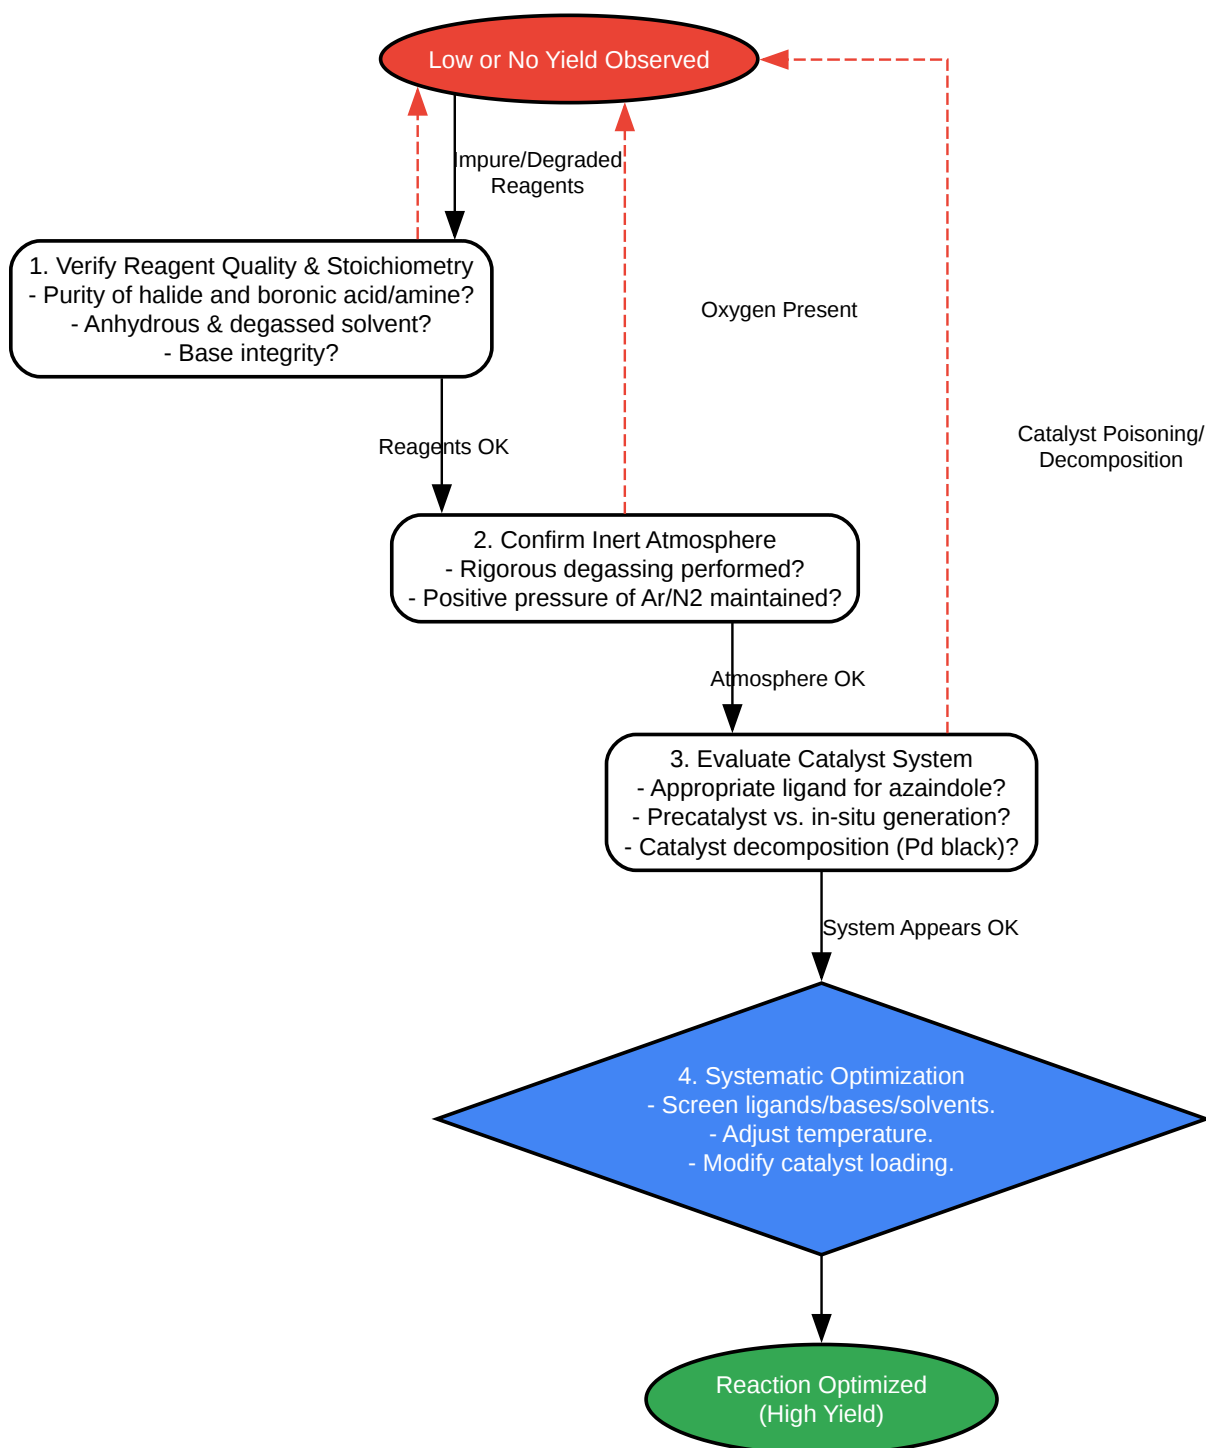 Low or No Yield Observed
Impure/Degraded
Reagents
1. Verify Reagent Quality & Stoichiometry
- Purity of halide and boronic acid/amine?
- Anhydrous & degassed solvent?
- Base integrity?
Oxygen Present
Reagents OK
Catalyst Poisoning/
Decomposition
2. Confirm Inert Atmosphere
- Rigorous degassing performed?
- Positive pressure of Ar/N2 maintained?
Atmosphere OK
3. Evaluate Catalyst System
- Appropriate ligand for azaindole?
- Precatalyst vs. in-situ generation?
- Catalyst decomposition (Pd black)?
System Appears OK
4. Systematic Optimization
- Screen ligands/bases/solvents.
- Adjust temperature.
- Modify catalyst loading.
Reaction Optimized
(High Yield)